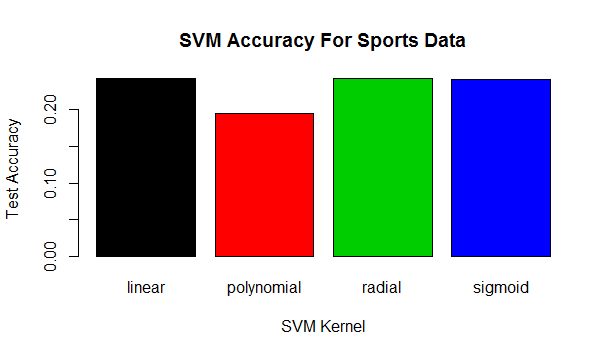 SVM Accuracy For Sports Data
Test Accuracy
0.20
0.10
0.00
linear polynomial radial sigmoid
SVM Kernel